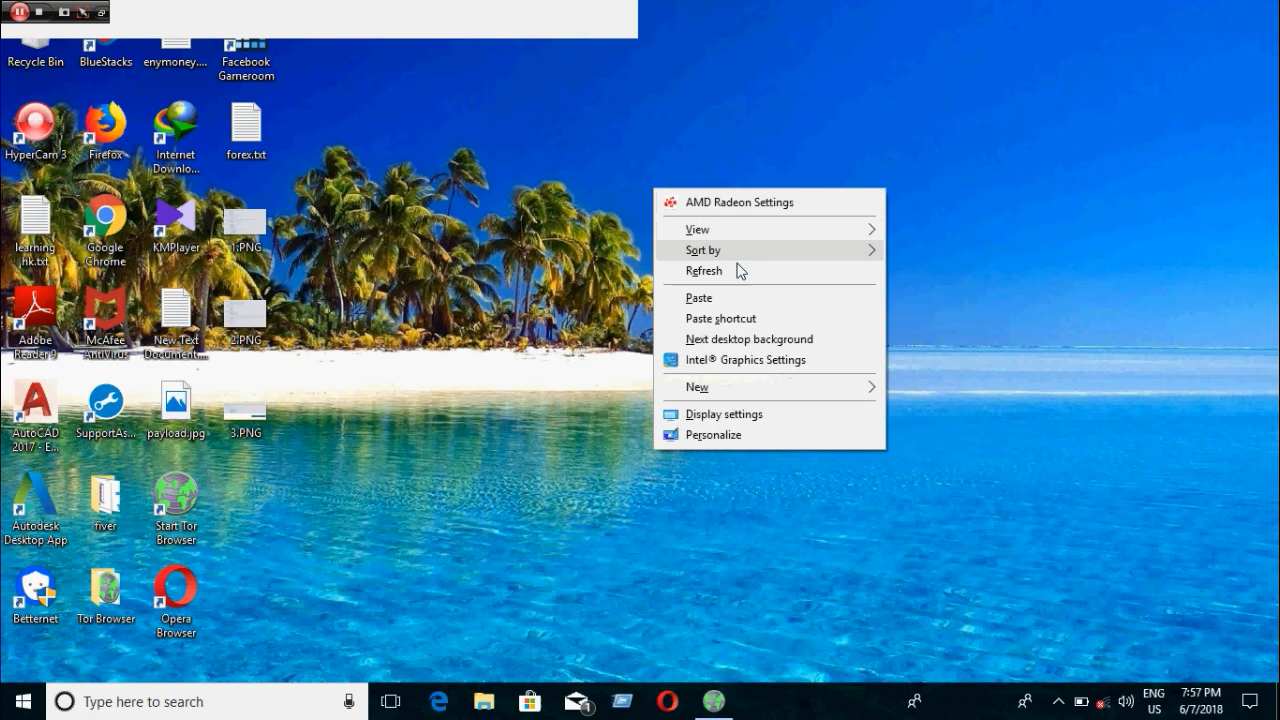 Recycle Bin
BlueStacks
enymoney....
Facebook
Gameroom
HyperCam 3
Firefox
Internet
Downlo...
forex.txt
learning
hk.txt
Google
Chrome
KMPlayer
1.PNG
Adobe
Reader 9
McAfee
AntiVirus
New Text
Document....
2.PNG
AutoCAD
2017 - E...
SupportAs...
payload.jpg
3.PNG
Autodesk
Desktop App
fiver
Start Tor
Browser
Betternet
Tor Browser
Opera
Browser
AMD Radeon Settings
View
Sort by
Refresh
Paste
Paste shortcut
Next desktop background
Intel® Graphics Settings
New
Display settings
Personalize
Type here to search
1
ENG
US
7:57 PM
6/7/2018